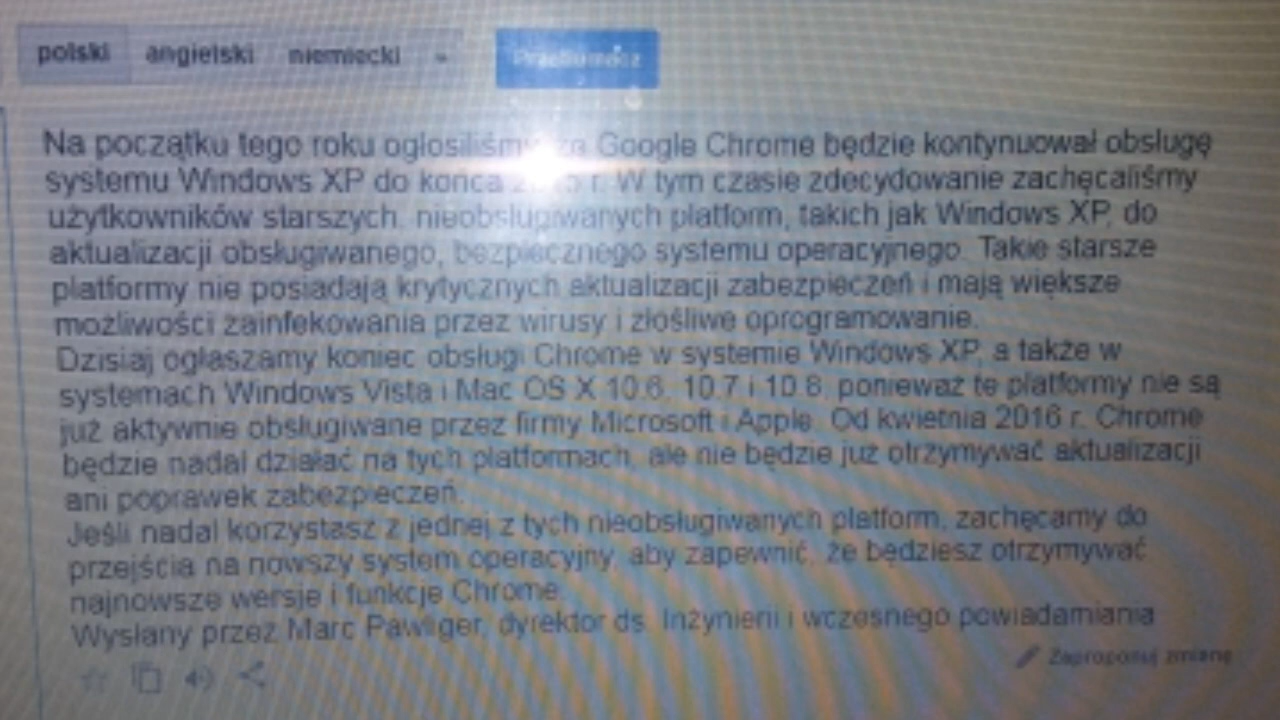 polski angielski niemiecki
Przetłumacz
Na początku tego roku ogłosiliśmy, że Google Chrome będzie kontynuował obsługę
systemu Windows XP do końca 2015 r. W tym czasie zdecydowanie zachęcaliśmy
użytkowników starszych, nieobsługiwanych platform, takich jak Windows XP, do
aktualizacji obsługiwanego, bezpiecznego systemu operacyjnego. Takie starsze
platformy nie posiadają krytycznych aktualizacji zabezpieczeń i mają większe
możliwości zainfekowania przez wirusy i złośliwe oprogramowanie.
Dzisiaj ogłaszamy koniec obsługi Chrome w systemie Windows XP, a także w
systemach Windows Vista i Mac OS X 10.6, 10.7 i 10.8, ponieważ te platformy nie są
już aktywnie obsługiwane przez firmy Microsoft i Apple. Od kwietnia 2016 r. Chrome
będzie nadal działać na tych platformach, ale nie będzie już otrzymywać aktualizacji
ani poprawek zabezpieczeń.
Jeśli nadal korzystasz z jednej z tych nieobsługiwanych platform, zachęcamy do
przejścia na nowszy system operacyjny, aby zapewnić, że będziesz otrzymywać
najnowsze wersje i funkcje Chrome.
Wysłany przez Marc Pawliger, dyrektor ds. Inżynierii i wczesnego powiadamiania
Zaproponuj zmianę